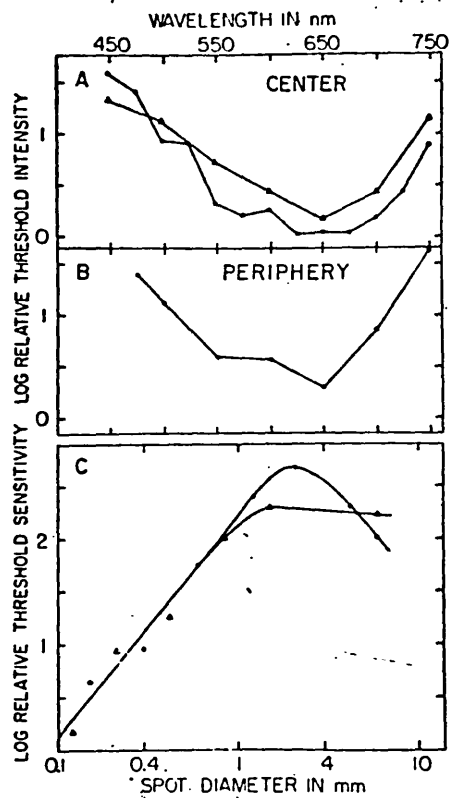 WAVELENGTH IN nm
450 550 650 750
A CENTER
1
0
LOG RELATIVE THRESHOLD INTENSITY
B PERIPHERY
1
0
C
2
1
LOG RELATIVE THRESHOLD SENSITIVITY
0.1 0.4 1 4 10
SPOT DIAMETER IN mm